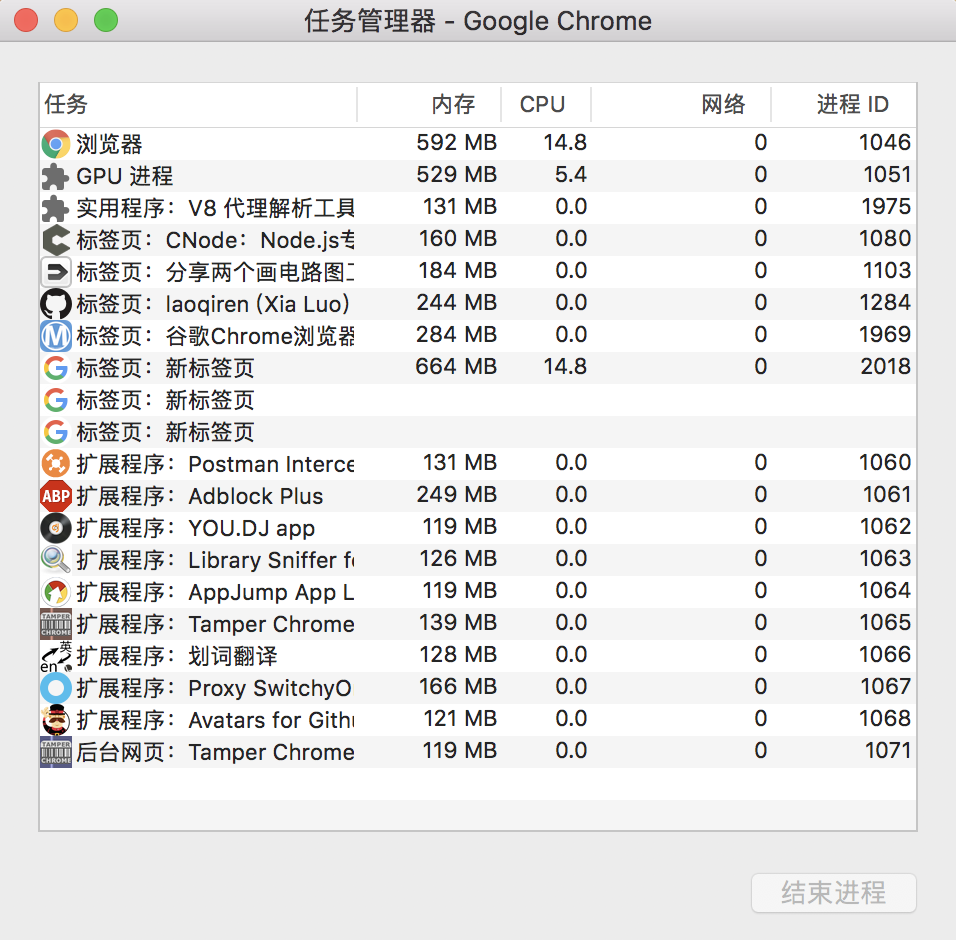 任务管理器 - Google Chrome
任务 内存 CPU 网络 进程 ID
浏览器 592 MB 14.8 0 1046
GPU 进程 529 MB 5.4 0 1051
实用程序：V8 代理解析工具 131 MB 0.0 0 1975
标签页：CNode：Node.js专 160 MB 0.0 0 1080
标签页：分享两个画电路图工 184 MB 0.0 0 1103
标签页：laoqiren (Xia Luo) 244 MB 0.0 0 1284
M 标签页：谷歌Chrome浏览器 284 MB 0.0 0 1969
标签页：新标签页 664 MB 14.8 0 2018
标签页：新标签页
标签页：新标签页
扩展程序：Postman Interce 131 MB 0.0 0 1060
ABP 扩展程序：Adblock Plus 249 MB 0.0 0 1061
扩展程序：YOU.DJ app 119 MB 0.0 0 1062
扩展程序：Library Sniffer fo 126 MB 0.0 0 1063
扩展程序：AppJump App L 119 MB 0.0 0 1064
TAMPER CHROME 扩展程序：Tamper Chrome 139 MB 0.0 0 1065
en 英 扩展程序：划词翻译 128 MB 0.0 0 1066
扩展程序：Proxy SwitchyO 166 MB 0.0 0 1067
扩展程序：Avatars for Githu 121 MB 0.0 0 1068
TAMPER CHROME 后台网页：Tamper Chrome 119 MB 0.0 0 1071
结束进程